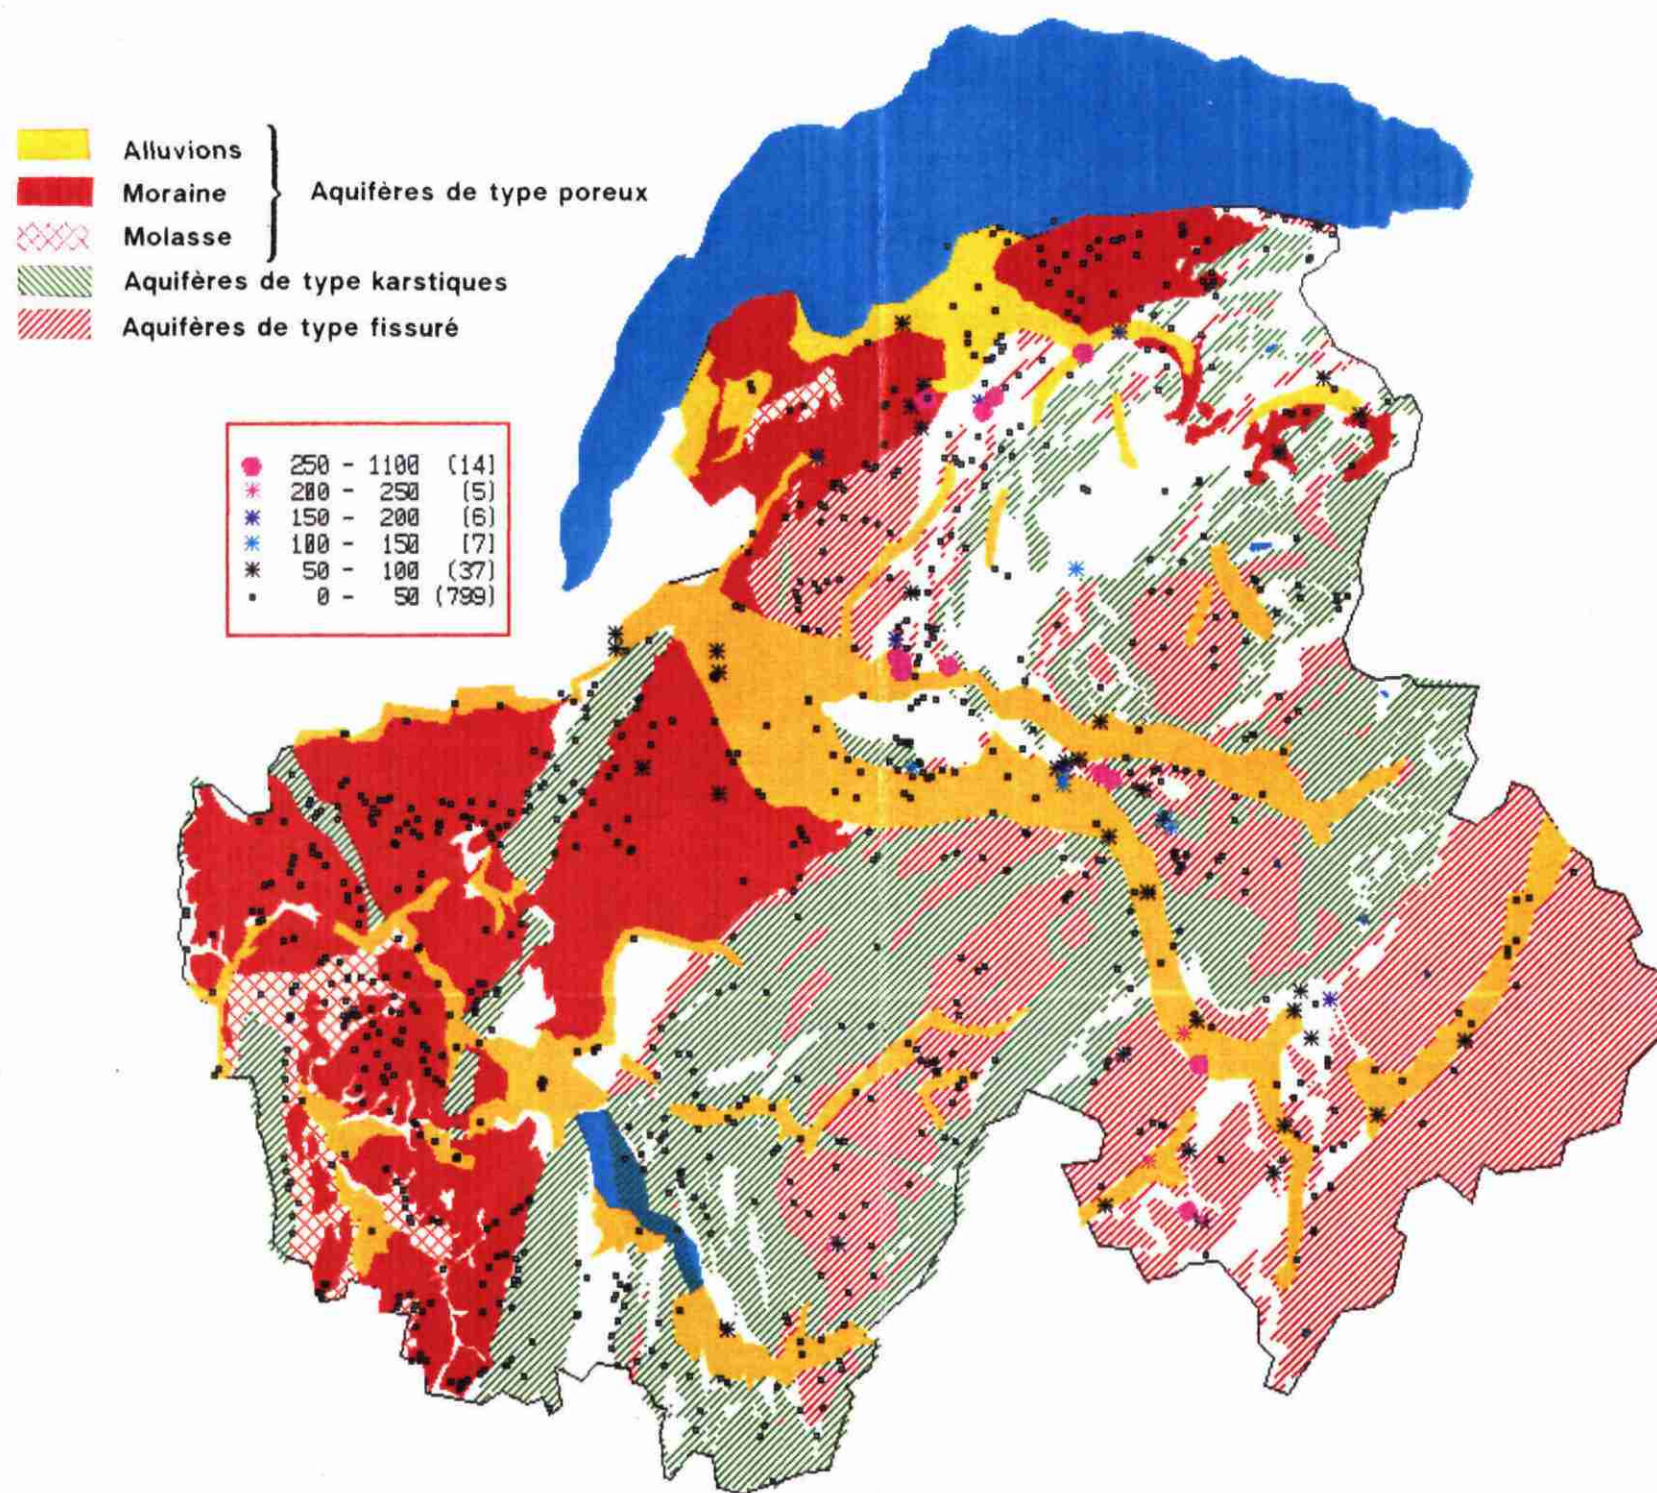 Alluvions
Moraine
Aquifères de type poreux
Molasse
Aquifères de type karstiques
Aquifères de type fissuré
250 - 1100 (14)
200 - 250 (5)
150 - 200 (6)
100 - 150 (7)
50 - 100 (37)
0 - 50 (799)